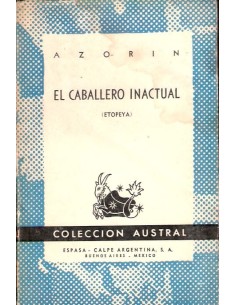 AZORIN
EL CABALLERO INACTUAL
(ETOPEYA)
COLECCION AUSTRAL
ESPASA - CALPE ARGENTINA, S. A.
BUENOS AIRES - MEXICO